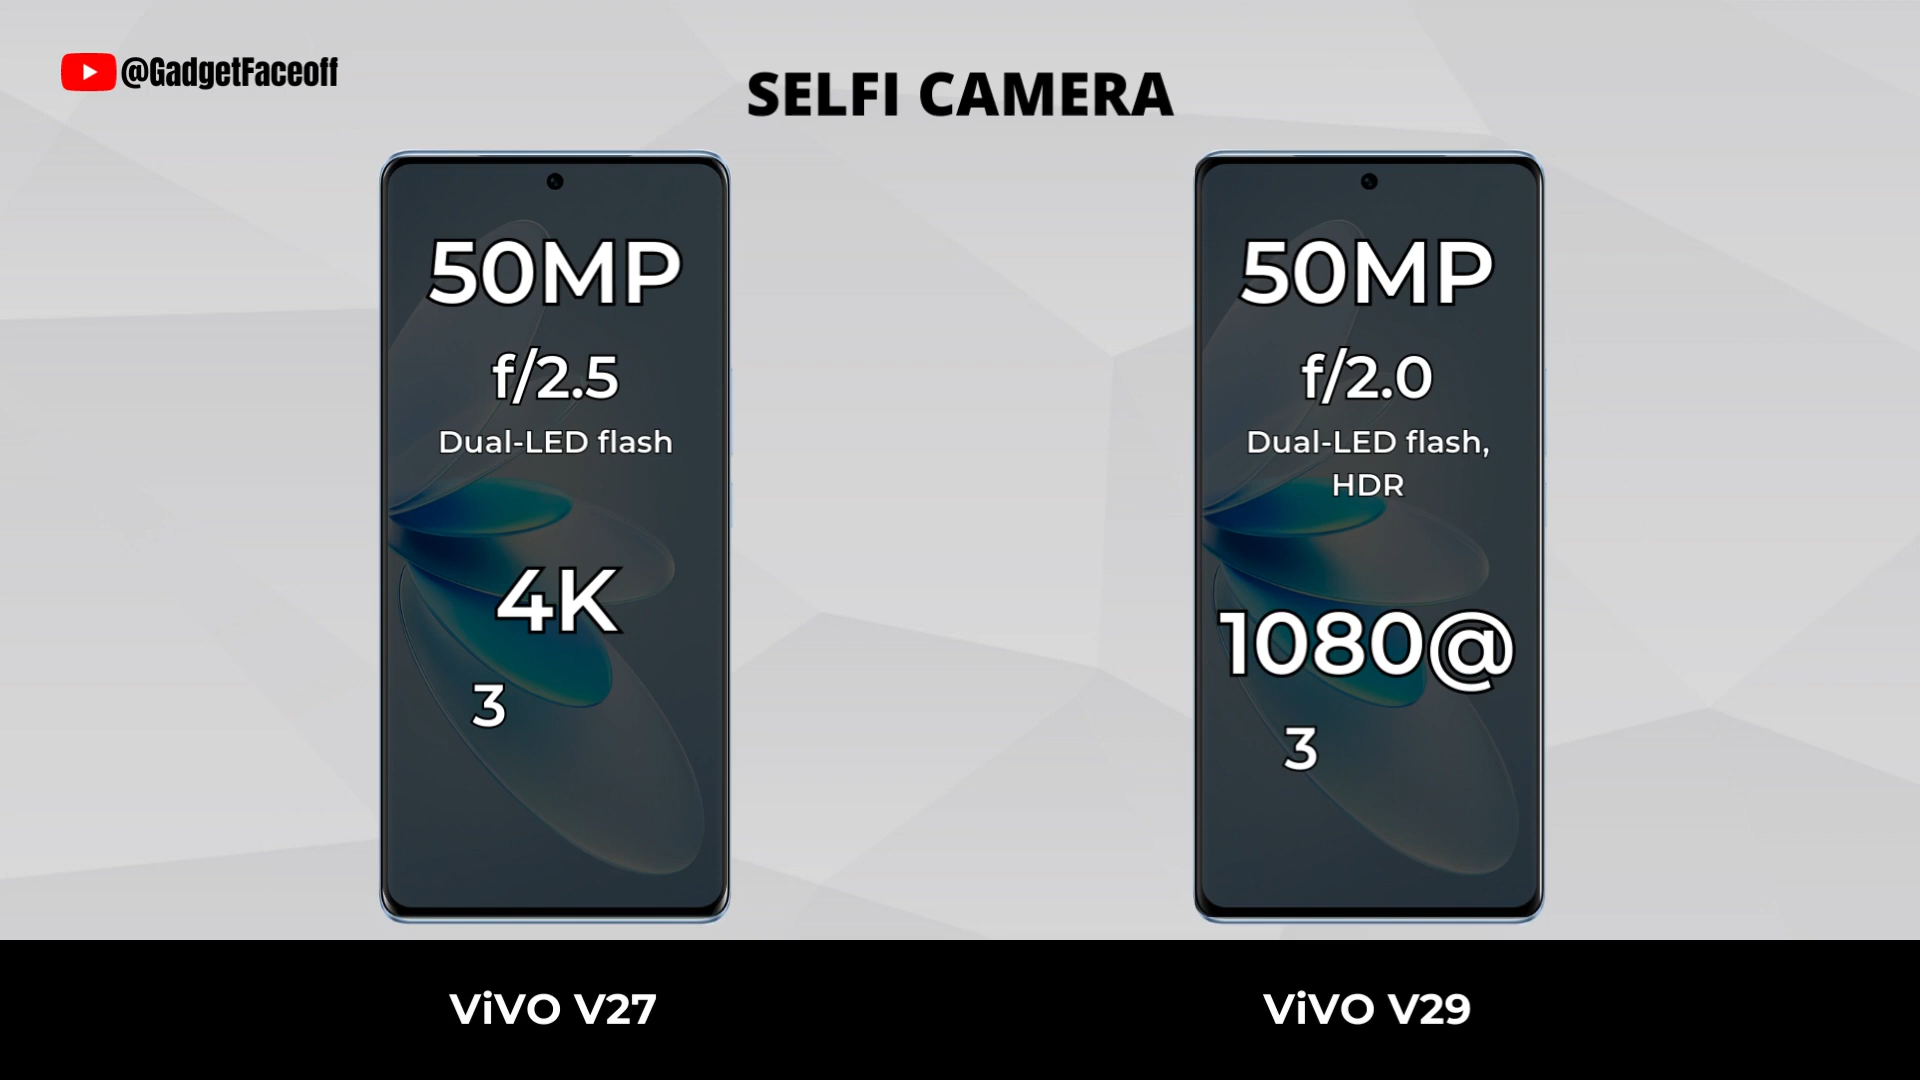 @GadgetFaceoff
SELFI CAMERA
50MP
f/2.5
Dual-LED flash
4K
3
50MP
f/2.0
Dual-LED flash,
HDR
1080@
3
ViVO V27
ViVO V29